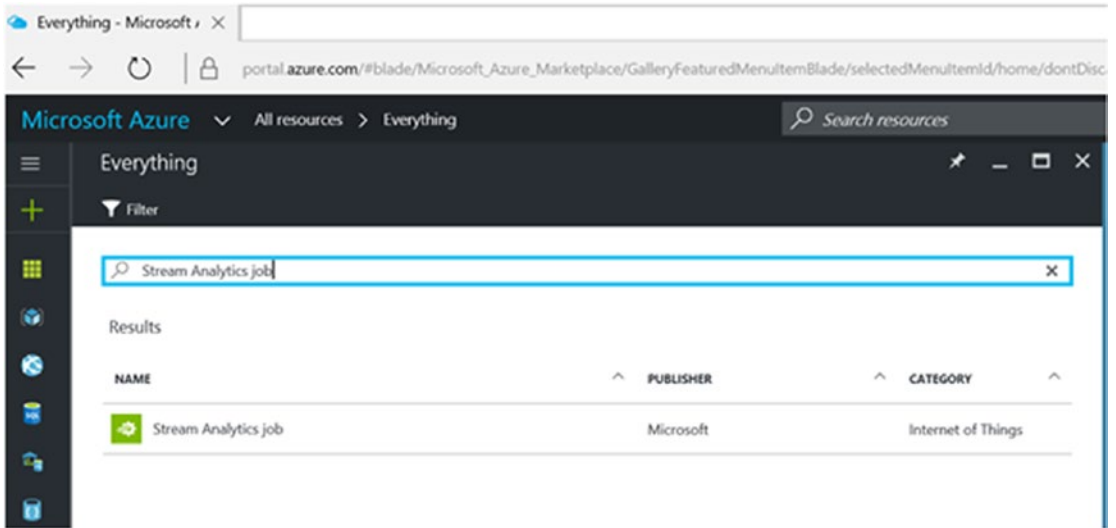 Everything - Microsoft
portal.azure.com/#blade/Microsoft_Azure_Marketplace/GalleryFeaturedMenuItemBlade/selectedMenuItemId/home/dontDisc
Microsoft Azure All resources > Everything Search resources
Everything
Filter
Stream Analytics job
Results
NAME PUBLISHER CATEGORY
Stream Analytics job Microsoft Internet of Things